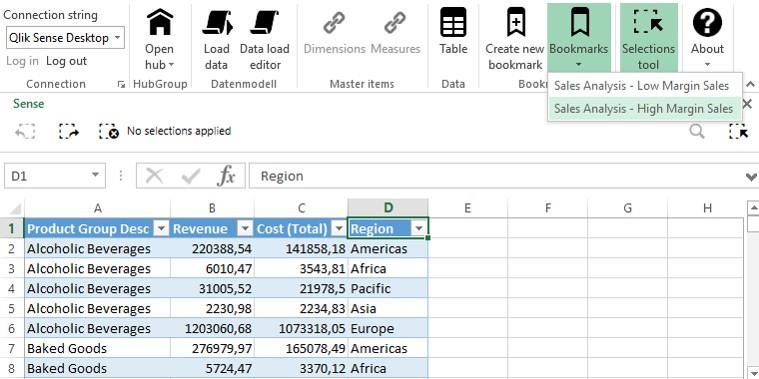 Connection string
Qlik Sense Desktop
Log in Log out
Connection
Open hub
HubGroup
Load data
Data load editor
Datenmodell
Dimensions Measures
Master items
Table
Data
Create new bookmark
Bookmarks
Book
Selections tool
About
Sales Analysis - Low Margin Sales
Sales Analysis - High Margin Sales
Sense
No selections applied
D1 fx Region
A B C D E F G H
1 Product Group Desc Revenue Cost (Total) Region
2 Alcoholic Beverages 220388,54 141858,18 Americas
3 Alcoholic Beverages 6010,47 3543,81 Africa
4 Alcoholic Beverages 31005,52 21978,5 Pacific
5 Alcoholic Beverages 2230,98 2234,83 Asia
6 Alcoholic Beverages 1203060,68 1073318,05 Europe
7 Baked Goods 276979,97 165078,49 Americas
8 Baked Goods 5724,47 3370,12 Africa